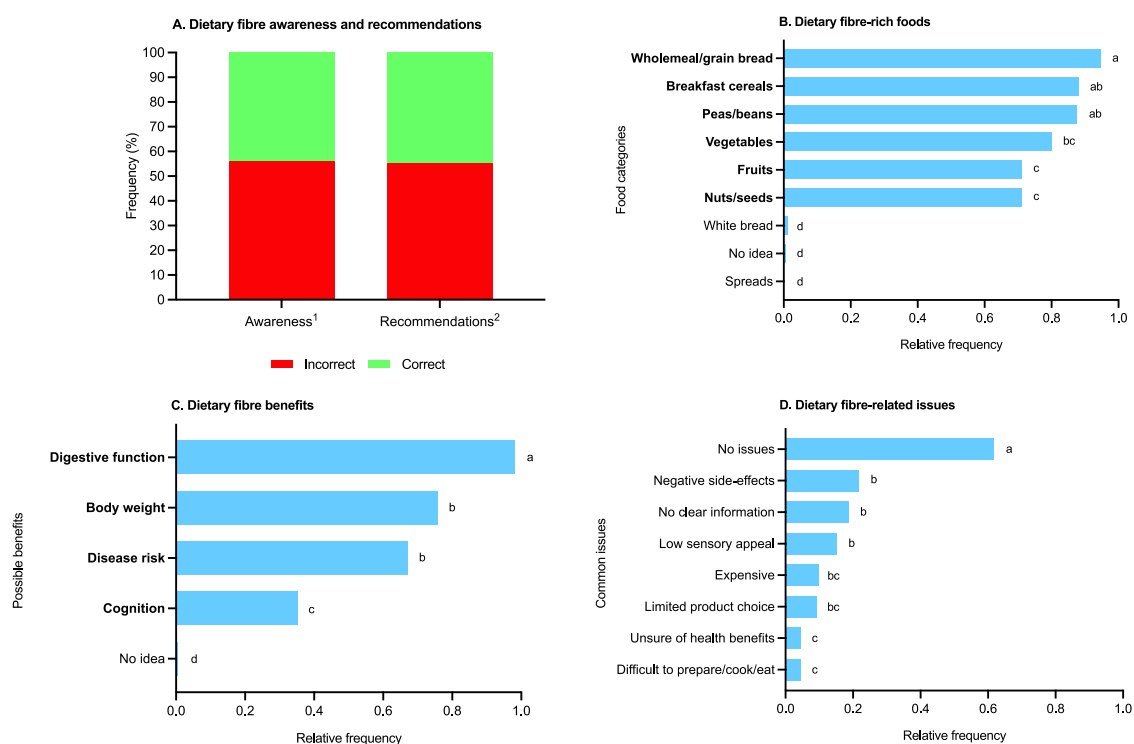 A. Dietary fibre awareness and recommendations
Frequency (%)
100
90
80
70
60
50
40
30
20
10
0
Awareness1
Recommendations2
Incorrect
Correct
B. Dietary fibre-rich foods
Food categories
Wholemeal/grain bread a
Breakfast cereals ab
Peas/beans ab
Vegetables bc
Fruits c
Nuts/seeds c
White bread d
No idea d
Spreads d
0.0 0.2 0.4 0.6 0.8 1.0
Relative frequency
C. Dietary fibre benefits
Possible benefits
Digestive function a
Body weight b
Disease risk b
Cognition c
No idea d
0.0 0.2 0.4 0.6 0.8 1.0
Relative frequency
D. Dietary fibre-related issues
Common issues
No issues a
Negative side-effects b
No clear information b
Low sensory appeal b
Expensive bc
Limited product choice bc
Unsure of health benefits c
Difficult to prepare/cook/eat c
0.0 0.2 0.4 0.6 0.8 1.0
Relative frequency